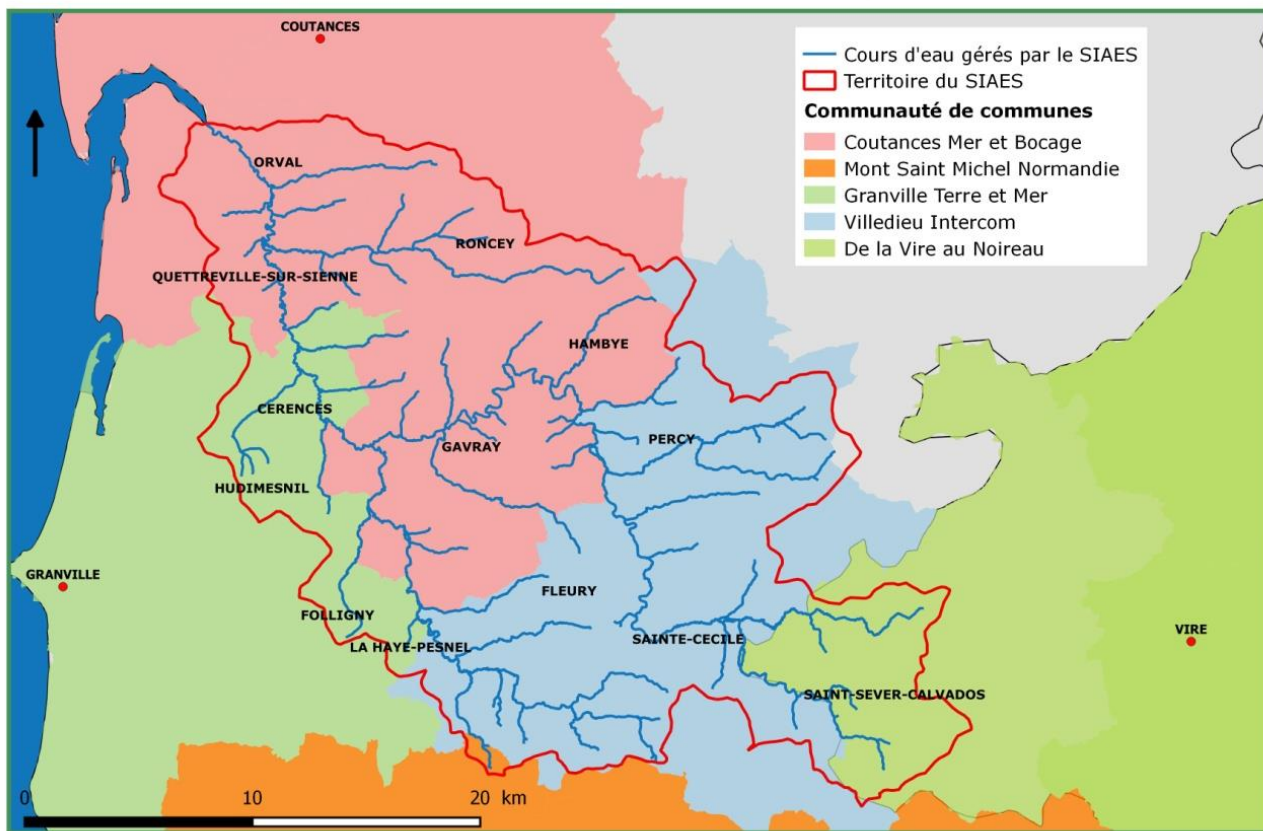 COUTANCES
Cours d'eau gérés par le SIAES
Territoire du SIAES
Communauté de communes
Coutances Mer et Bocage
Mont Saint Michel Normandie
Granville Terre et Mer
Villedieu Intercom
De la Vire au Noireau
ORVAL
RONCEY
QUETTREVILLE-SUR-SIENNE
HAMBYE
CERENCES
GAVRAY
PERCY
HUDIMESNIL
GRANVILLE
FLEURY
FOLLIGNY
SAINTE-CECILE
VIRE
LA HAYE-PESNEL
SAINT-SEVER-CALVADOS
0 10 20 km